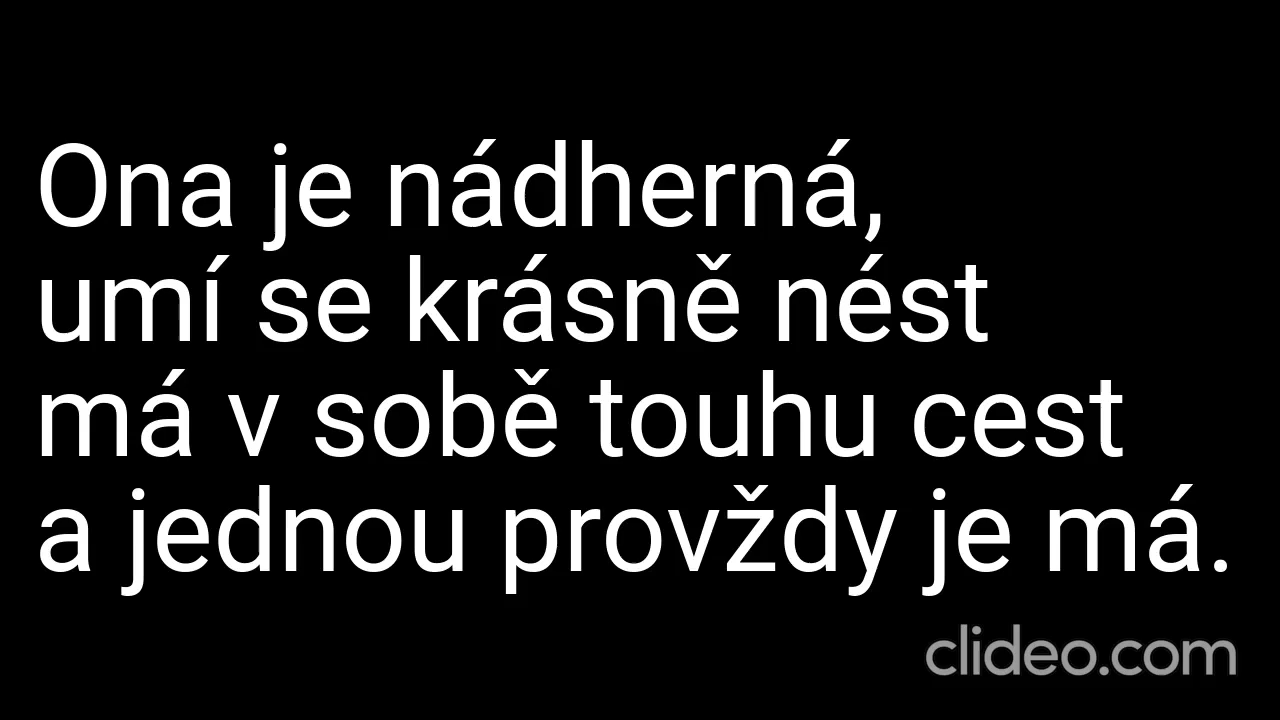 Ona je nádherná,
umí se krásně nést
má v sobě touhu cest
a jednou provždy je má.
clideo.com